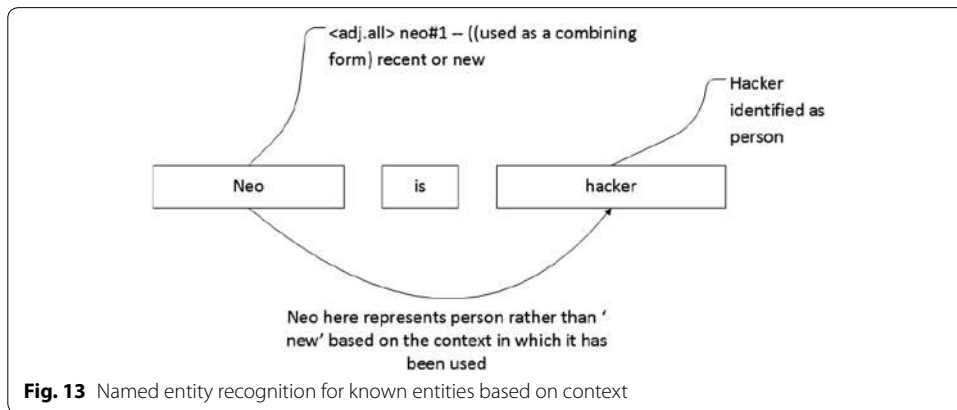 <adj.all> neo#1 -- ((used as a combining
form) recent or new
Hacker
identified as
person
Neo
is
hacker
Neo here represents person rather than ‘
new’ based on the context in which it has
been used
Fig. 13 Named entity recognition for known entities based on context